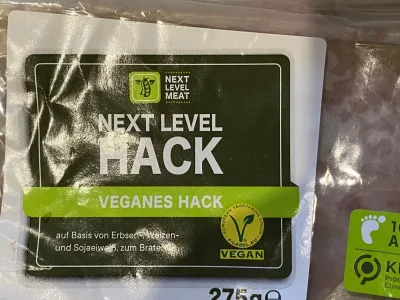 NEXT
LEVEL
MEAT
NEXT LEVEL
HACK
VEGANES HACK
auf Basis von Erbsen-, Weizen-
und Sojaeiweiß, zum Braten
VEGAN
275g